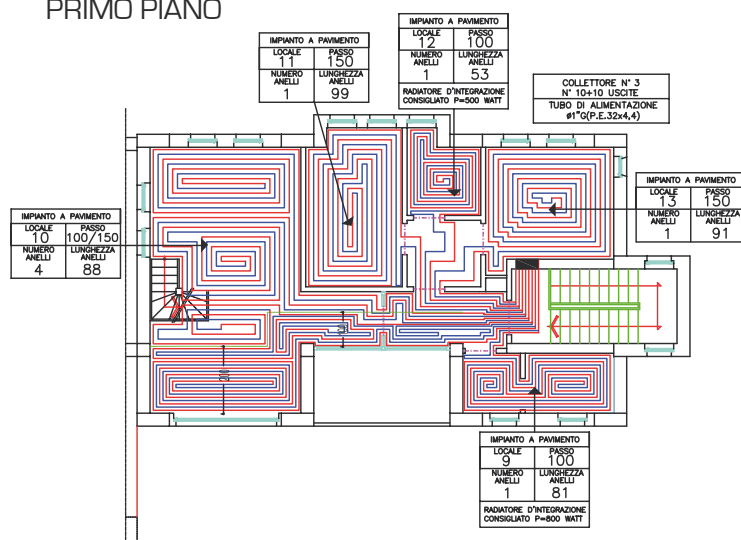 PRIMO PIANO
IMPIANTO A PAVIMENTO
LOCALE PASSO
11 150
NUMERO ANELLI LUNGHEZZA ANELLI
1 99
IMPIANTO A PAVIMENTO
LOCALE PASSO
12 100
NUMERO ANELLI LUNGHEZZA ANELLI
1 53
RADIATORE D'INTEGRAZIONE
CONSIGLIATO P=500 WATT
COLLETTORE N° 3
N° 10+10 USCITE
TUBO DI ALIMENTAZIONE
ø1"G(P.E.32x4,4)
IMPIANTO A PAVIMENTO
LOCALE PASSO
13 150
NUMERO ANELLI LUNGHEZZA ANELLI
1 91
IMPIANTO A PAVIMENTO
LOCALE PASSO
10 100/150
NUMERO ANELLI LUNGHEZZA ANELLI
4 88
200
IMPIANTO A PAVIMENTO
LOCALE PASSO
9 100
NUMERO ANELLI LUNGHEZZA ANELLI
1 81
RADIATORE D'INTEGRAZIONE
CONSIGLIATO P=800 WATT